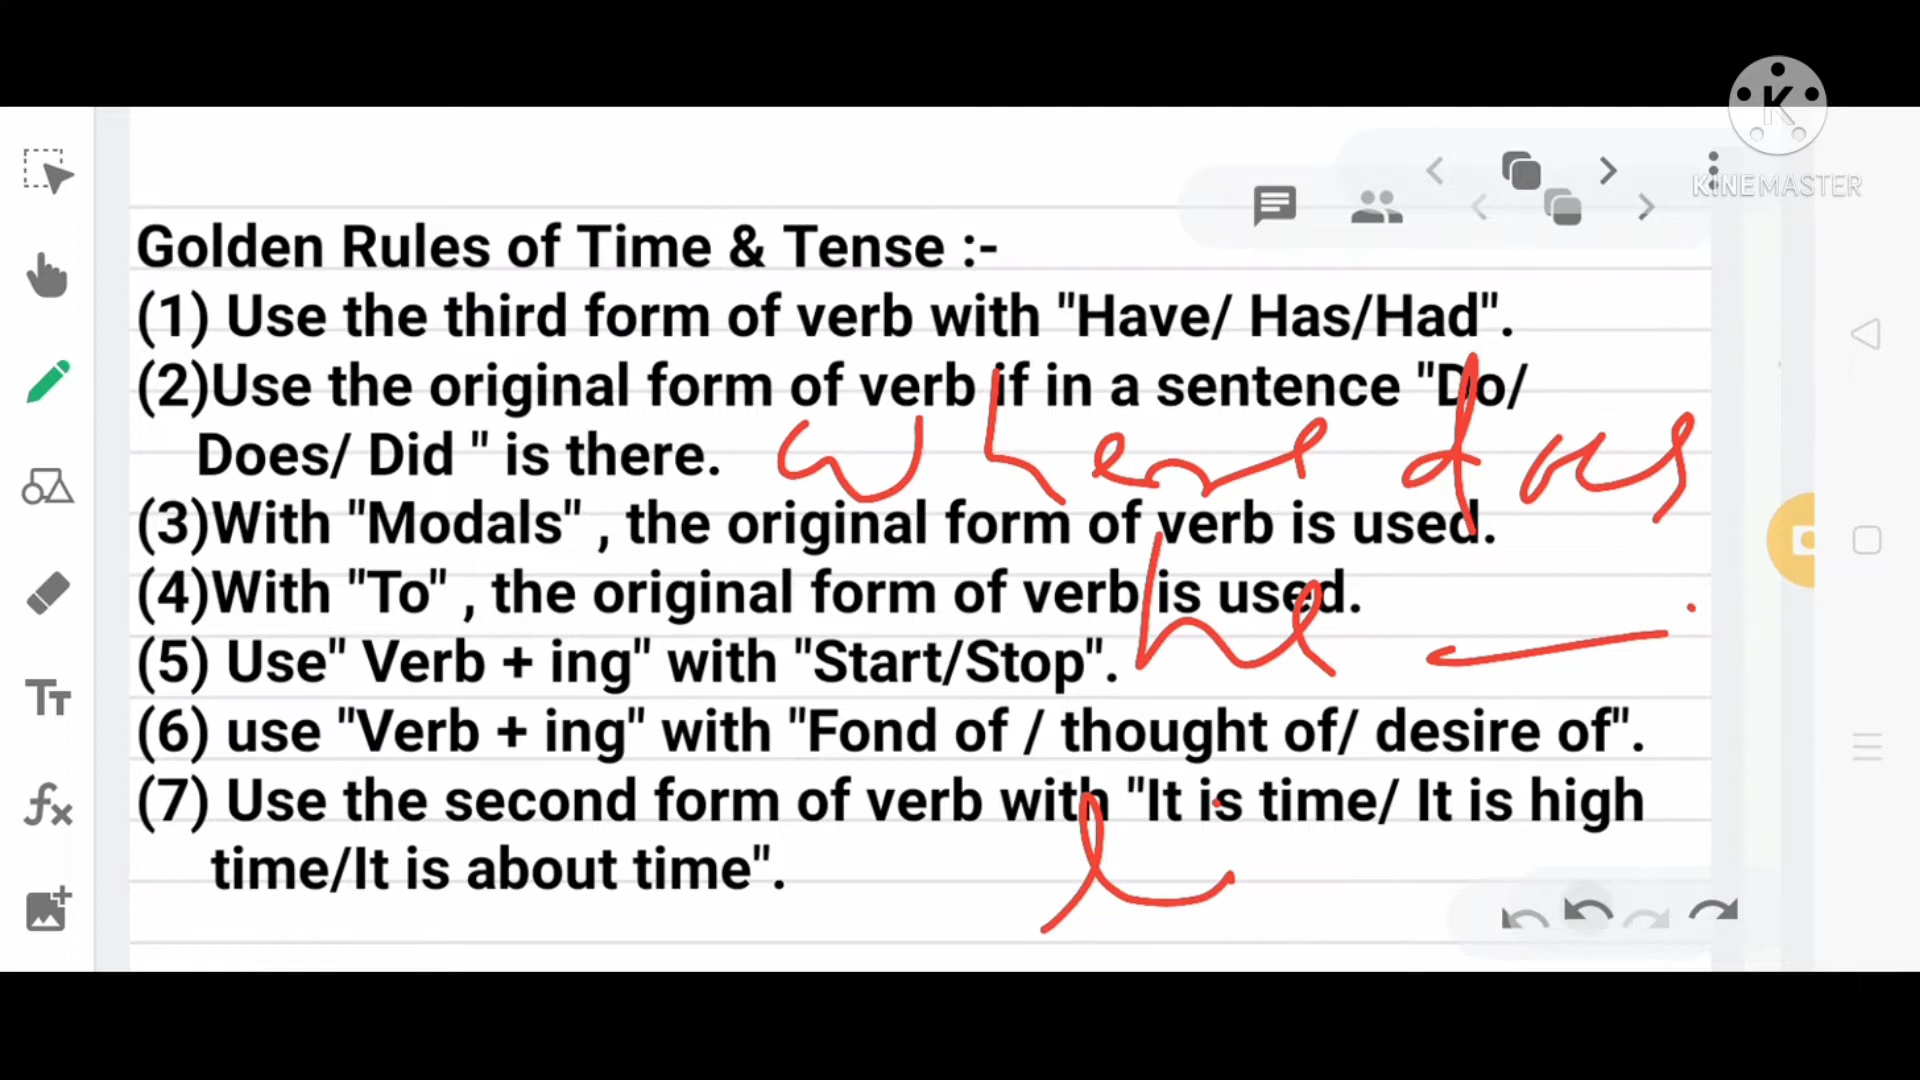 KINEMASTER
Golden Rules of Time & Tense :-
(1) Use the third form of verb with "Have/ Has/Had".
(2)Use the original form of verb if in a sentence "Do/
Does/ Did " is there.
where does
(3)With "Modals" , the original form of verb is used.
(4)With "To" , the original form of verb is used.
he
(5) Use" Verb + ing" with "Start/Stop".
(6) use "Verb + ing" with "Fond of / thought of/ desire of".
(7) Use the second form of verb with "It is time/ It is high
time/It is about time".